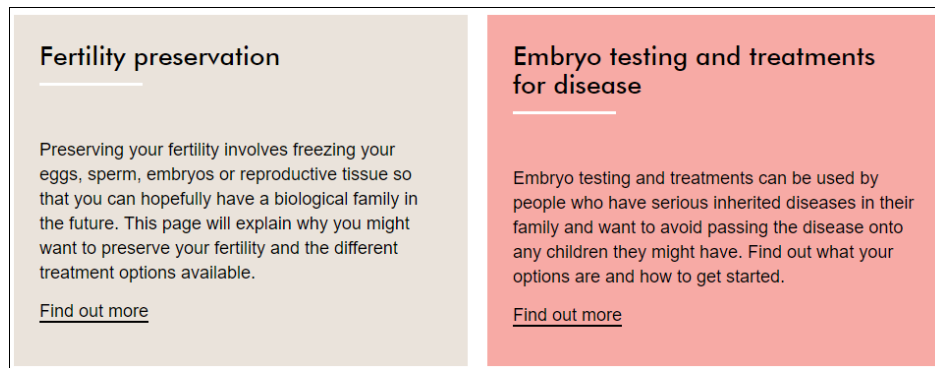 Fertility preservation
Preserving your fertility involves freezing your
eggs, sperm, embryos or reproductive tissue so
that you can hopefully have a biological family in
the future. This page will explain why you might
want to preserve your fertility and the different
treatment options available.
Find out more
Embryo testing and treatments
for disease
Embryo testing and treatments can be used by
people who have serious inherited diseases in their
family and want to avoid passing the disease onto
any children they might have. Find out what your
options are and how to get started.
Find out more